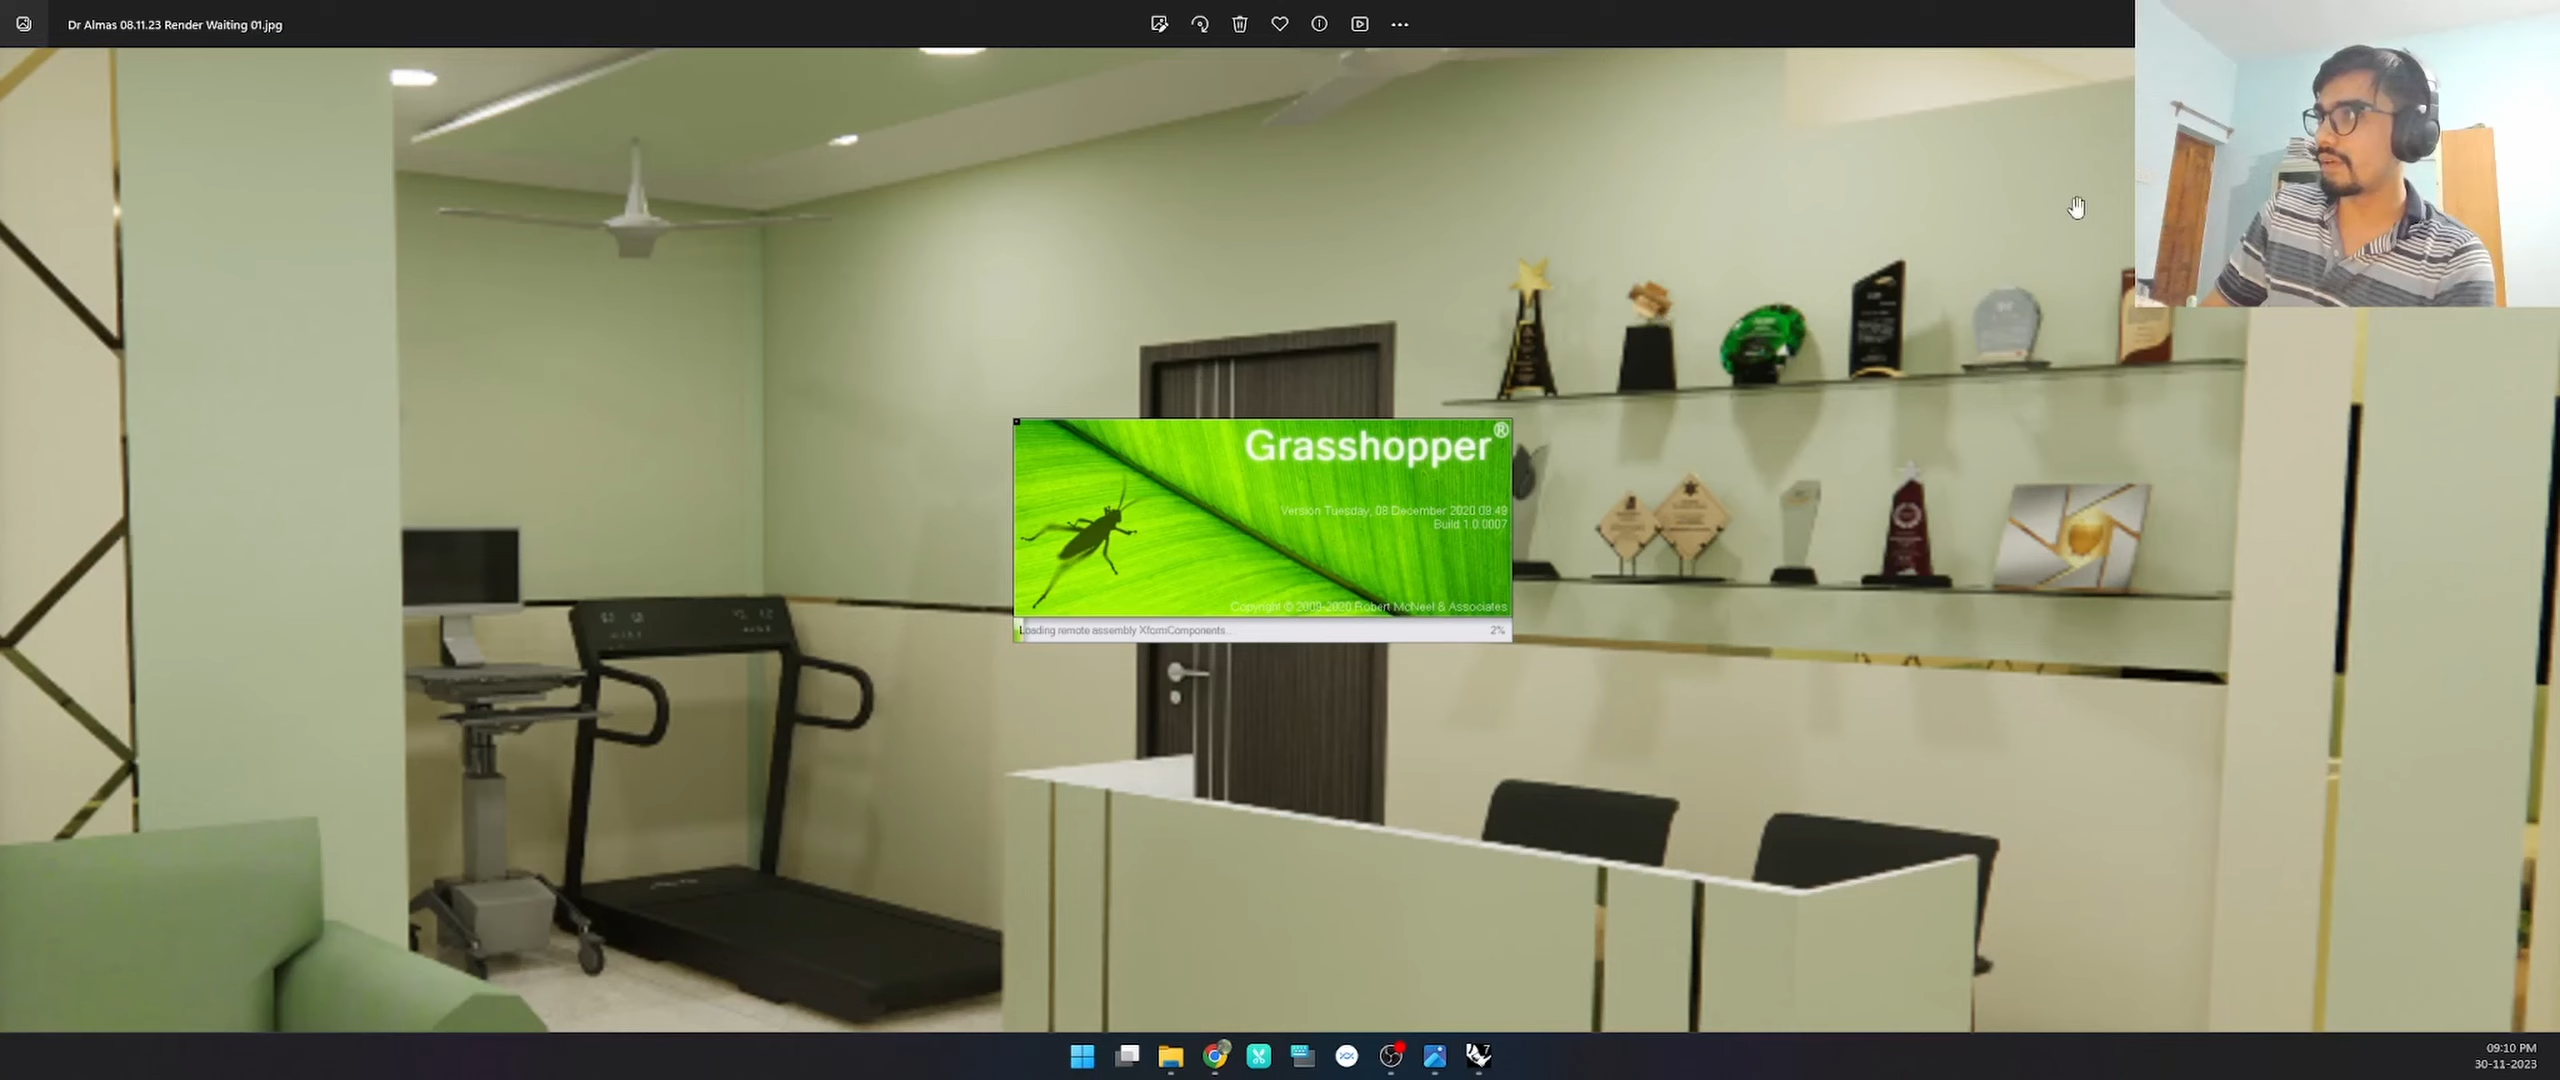 Dr Almas 08.11.23 Render Waiting 01.jpg
Grasshopper®
Version Tuesday, 08 December 2020 09:49
Build 1.0.0007
Copyright © 2009-2020 Robert McNeel & Associates
Loading remote assembly XformComponents...
2%
7
09:10 PM
30-11-2023